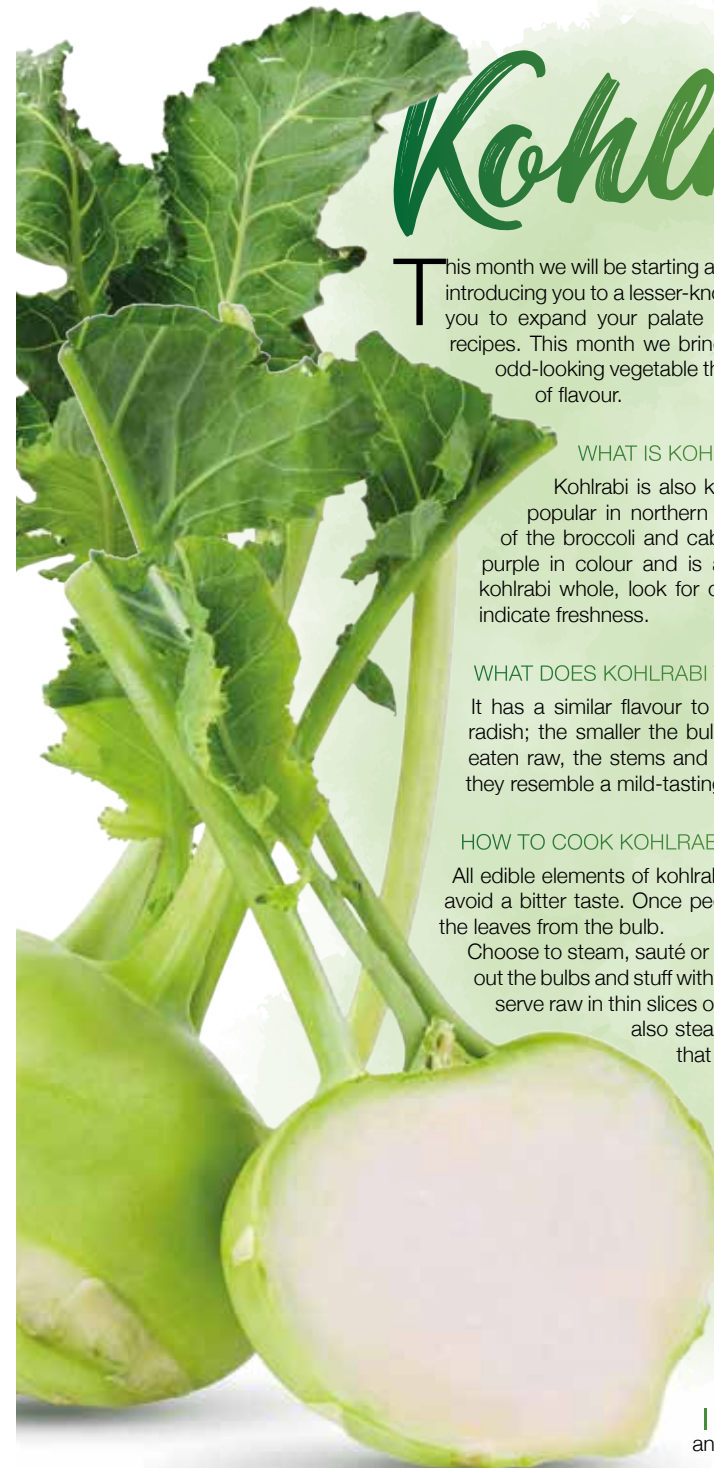 Kohl
This month we will be starting a
introducing you to a lesser-kno
you to expand your palate
recipes. This month we bring
odd-looking vegetable th
of flavour.
WHAT IS KOH
Kohlrabi is also k
popular in northern
of the broccoli and cab
purple in colour and is a
kohlrabi whole, look for
indicate freshness.
WHAT DOES KOHLRABI
It has a similar flavour to
radish; the smaller the bul
eaten raw, the stems and
they resemble a mild-tasting
HOW TO COOK KOHLRAB
All edible elements of kohlrab
avoid a bitter taste. Once pee
the leaves from the bulb.
Choose to steam, sauté or
out the bulbs and stuff with
serve raw in thin slices o
also stea
that
an